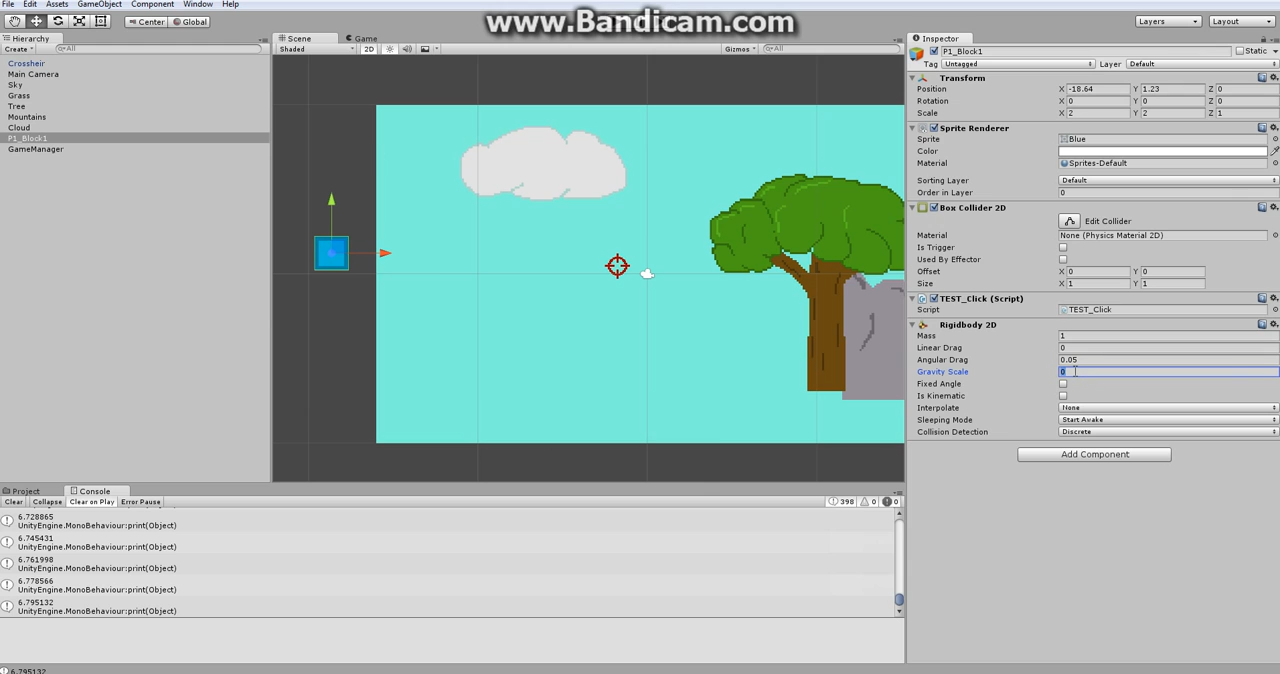 File Edit Assets GameObject Component Window Help
www.Bandicam.com
Center Global Layers Layout
Hierarchy
Create All
Crossheir
Main Camera
Sky
Grass
Tree
Mountains
Cloud
P1_Block1
GameManager
Scene Game
Shaded 2D Gizmos All
Inspector
P1_Block1 Static
Tag Untagged Layer Default
Transform
Position X -18.64 Y 1.23 Z 0
Rotation X 0 Y 0 Z 0
Scale X 2 Y 2 Z 1
Sprite Renderer
Sprite Blue
Color
Material Sprites-Default
Sorting Layer Default
Order in Layer 0
Box Collider 2D
Edit Collider
Material None (Physics Material 2D)
Is Trigger
Used By Effector
Offset X 0 Y 0
Size X 1 Y 1
TEST_Click (Script)
Script TEST_Click
Rigidbody 2D
Mass 1
Linear Drag 0
Angular Drag 0.05
Gravity Scale 0
Fixed Angle
Is Kinematic
Interpolate None
Sleeping Mode Start Awake
Collision Detection Discrete
Add Component
Project Console
Clear Collapse Clear on Play Error Pause 398 0 0
6.728865
UnityEngine.MonoBehaviour:print(Object)
6.745431
UnityEngine.MonoBehaviour:print(Object)
6.761998
UnityEngine.MonoBehaviour:print(Object)
6.778566
UnityEngine.MonoBehaviour:print(Object)
6.795132
UnityEngine.MonoBehaviour:print(Object)
6.795132